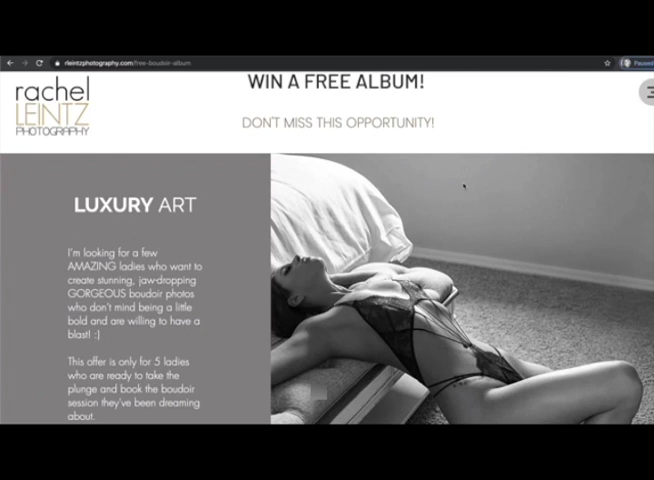 rleintzphotography.com/free-boudoir-album
Paused
WIN A FREE ALBUM!
rachel
LEINTZ
PHOTOGRAPHY
DON'T MISS THIS OPPORTUNITY!
LUXURY ART
I'm looking for a few
AMAZING ladies who want to
create stunning, jaw-dropping
GORGEOUS boudoir photos
who don't mind being a little
bold and are willing to have a
blast! :)
This offer is only for 5 ladies
who are ready to take the
plunge and book the boudoir
session they've been dreaming
about.